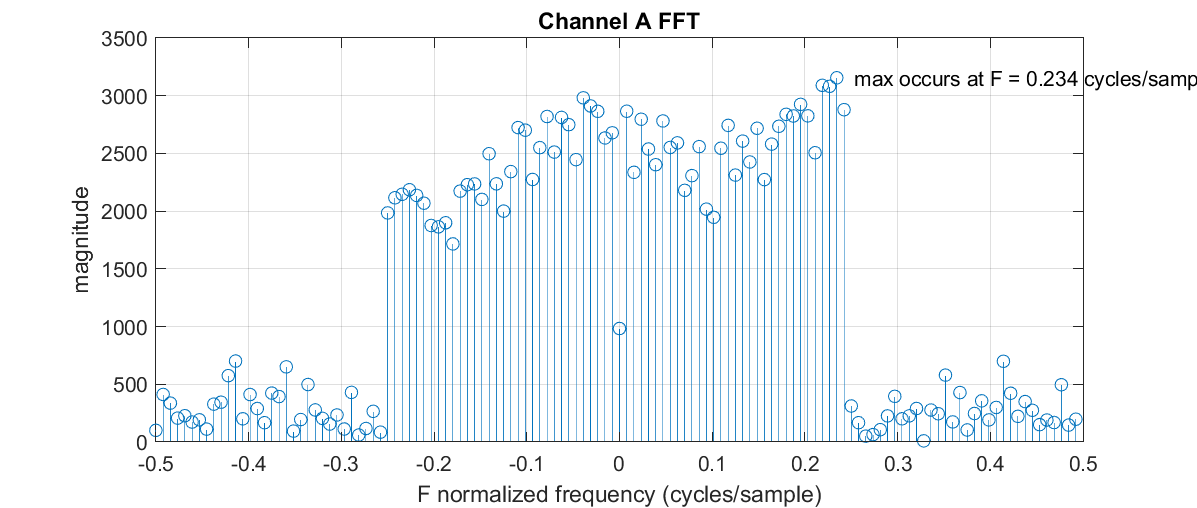 Channel A FFT
3500
3000
2500
2000
1500
1000
500
0
magnitude
max occurs at F = 0.234 cycles/samp
-0.5 -0.4 -0.3 -0.2 -0.1 0 0.1 0.2 0.3 0.4 0.5
F normalized frequency (cycles/sample)